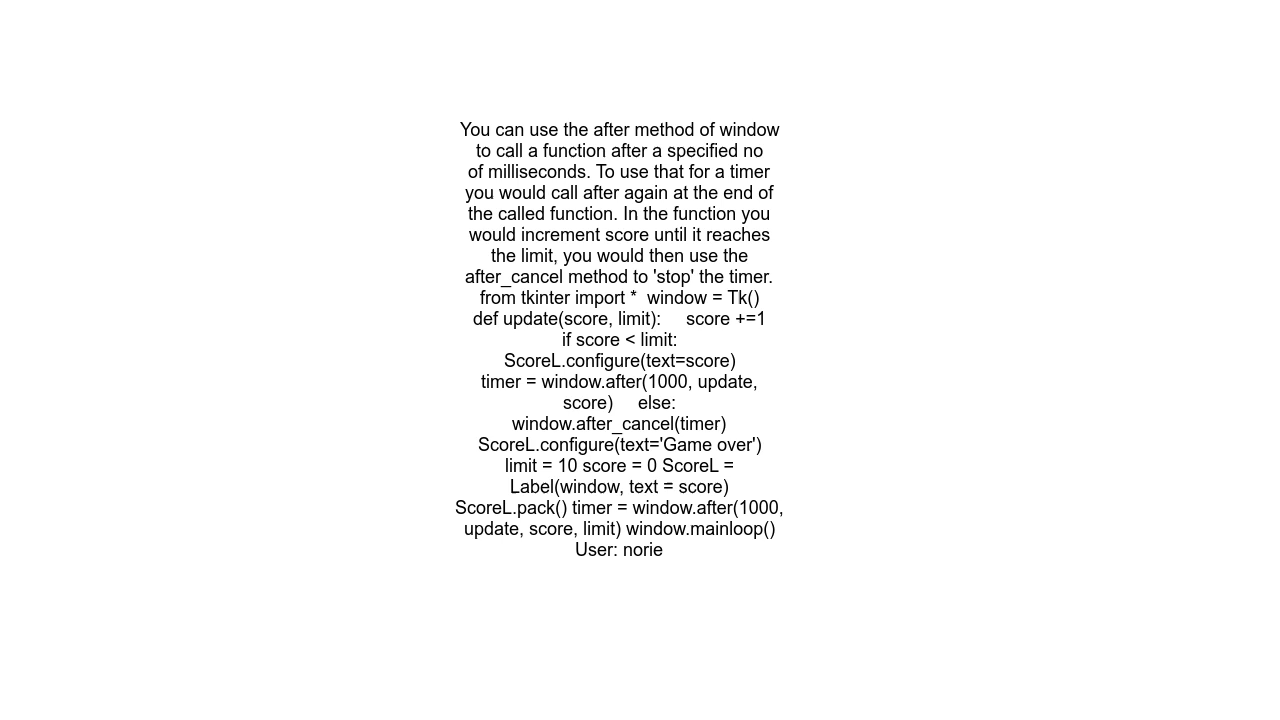 You can use the after method of window
to call a function after a specified no
of milliseconds. To use that for a timer
you would call after again at the end of
the called function. In the function you
would increment score until it reaches
the limit, you would then use the
after_cancel method to 'stop' the timer.
from tkinter import *  window = Tk()
def update(score, limit):     score +=1
if score < limit:
ScoreL.configure(text=score)
timer = window.after(1000, update,
score)     else:
window.after_cancel(timer)
ScoreL.configure(text='Game over')
limit = 10 score = 0 ScoreL =
Label(window, text = score)
ScoreL.pack() timer = window.after(1000,
update, score, limit) window.mainloop()
User: norie